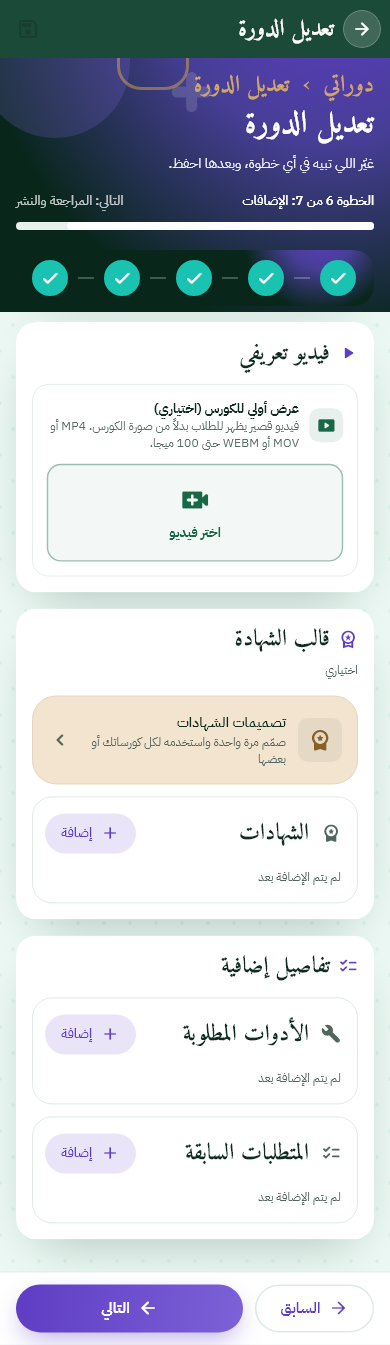 تعديل الدورة
دوراتي › تعديل الدورة
تعديل الدورة
غيّر اللي تبيه في أي خطوة، وبعدها احفظ.
الخطوة 6 من 7: الإضافات
التالي: المراجعة والنشر
فيديو تعريفي
عرض أولي للكورس (اختياري)
فيديو قصير يظهر للطلاب بدلاً من صورة الكورس. MP4 أو
MOV أو WEBM حتى 100 ميجا.
اختر فيديو
قالب الشهادة
اختياري
تصميمات الشهادات
صمّم مرة واحدة واستخدمه لكل كورساتك أو
بعضها
الشهادات
إضافة
لم يتم الإضافة بعد
تفاصيل إضافية
الأدوات المطلوبة
إضافة
لم يتم الإضافة بعد
المتطلبات السابقة
إضافة
لم يتم الإضافة بعد
السابق
التالي